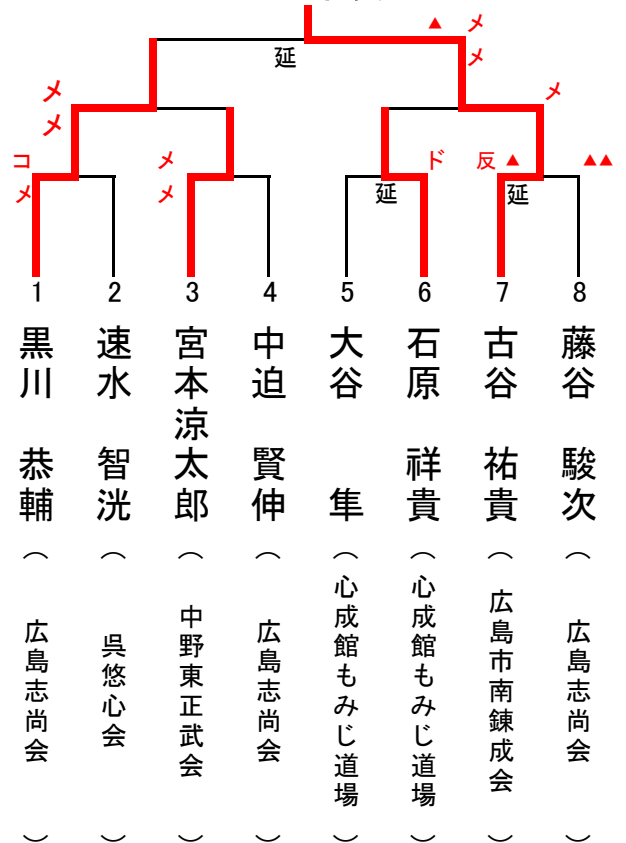 ▲ メ
延 メ
メ メ
メ
コ メ ド 反 ▲ ▲▲
メ メ 延 延
1 2 3 4 5 6 7 8
黒川 恭輔 (広島志尚会)
速水 智洸 (呉悠心会)
宮本涼太郎 (中野東正武会)
中迫 賢伸 (広島志尚会)
大谷 隼 (心成館もみじ道場)
石原 祥貴 (心成館もみじ道場)
古谷 祐貴 (広島市南錬成会)
藤谷 駿次 (広島志尚会)